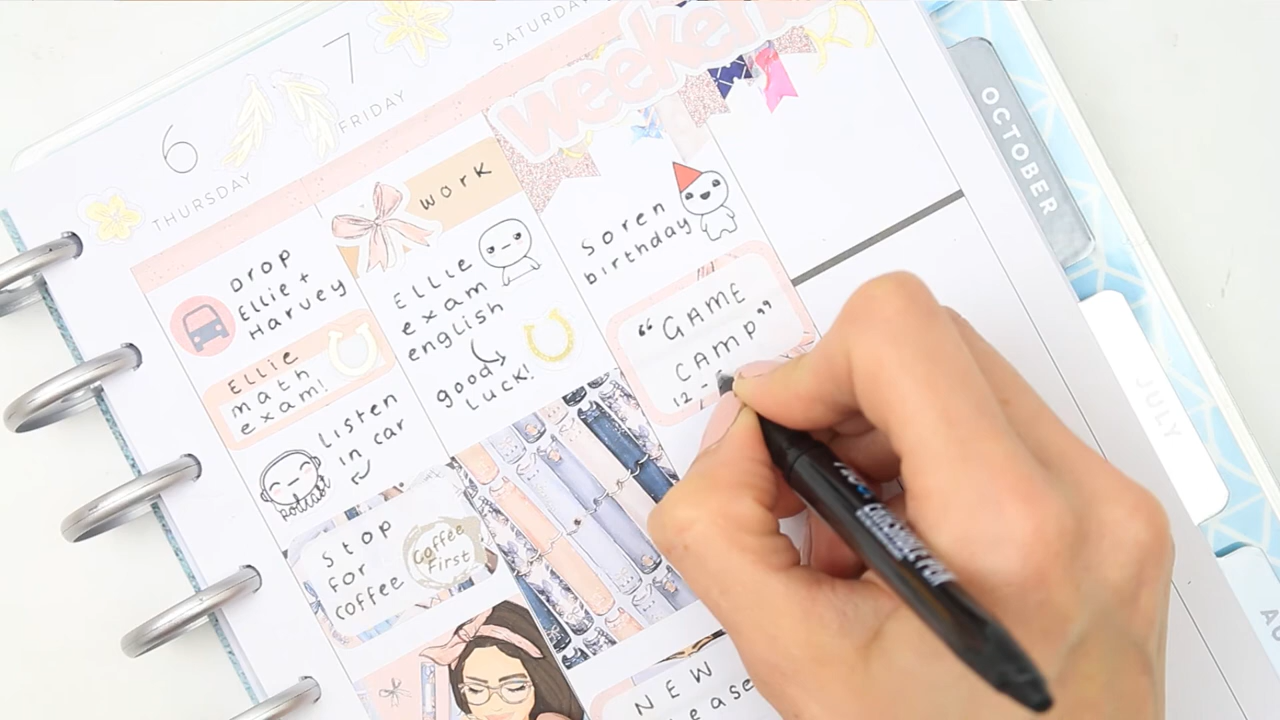 6
THURSDAY
DROP
ELLIE +
HARVEY
ELLIE
math
exam!
LISTEN
in car
podcast
STOP
FOR
COFFEE
Coffee
First
7
FRIDAY
WORK
ELLIE
exam
english
good
LUCK!
SATURDAY
weekend
SOREN
birthday
"GAME
CAMP"
12 -
NEW
OCTOBER
JULY